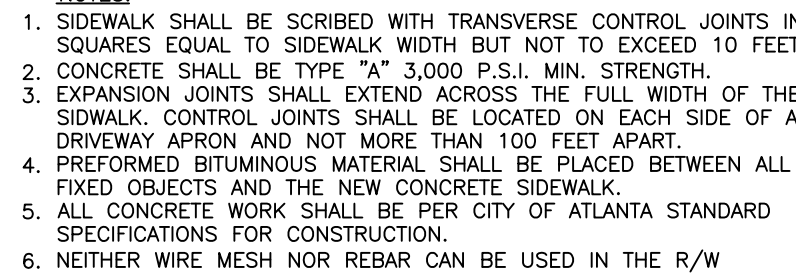 NOTES:
1. SIDEWALK SHALL BE SCRIBED WITH TRANSVERSE CONTROL JOINTS IN
SQUARES EQUAL TO SIDEWALK WIDTH BUT NOT TO EXCEED 10 FEET
2. CONCRETE SHALL BE TYPE "A" 3,000 P.S.I. MIN. STRENGTH.
3. EXPANSION JOINTS SHALL EXTEND ACROSS THE FULL WIDTH OF THE
SIDWALK. CONTROL JOINTS SHALL BE LOCATED ON EACH SIDE OF A
DRIVEWAY APRON AND NOT MORE THAN 100 FEET APART.
4. PREFORMED BITUMINOUS MATERIAL SHALL BE PLACED BETWEEN ALL
FIXED OBJECTS AND THE NEW CONCRETE SIDEWALK.
5. ALL CONCRETE WORK SHALL BE PER CITY OF ATLANTA STANDARD
SPECIFICATIONS FOR CONSTRUCTION.
6. NEITHER WIRE MESH NOR REBAR CAN BE USED IN THE R/W